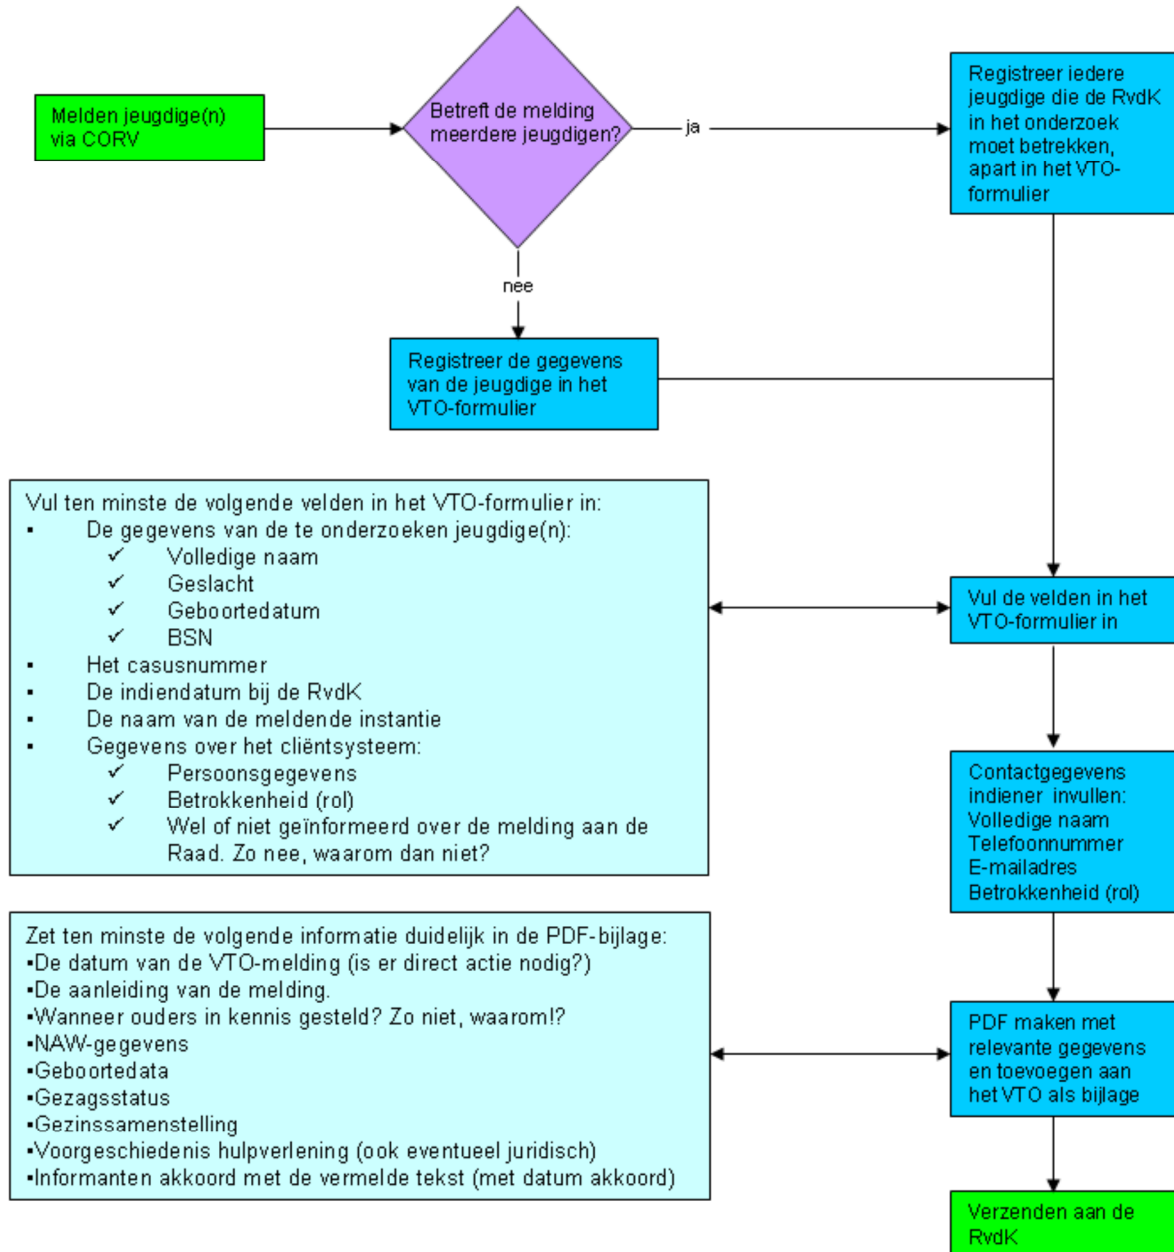 Melden jeugdige(n)
via CORV
Betreft de melding
meerdere jeugdigen?
ja
Registreer iedere
jeugdige die de RvdK
in het onderzoek
moet betrekken,
apart in het VTO-
formulier
nee
Registreer de gegevens
van de jeugdige in het
VTO-formulier
Vul ten minste de volgende velden in het VTO-formulier in:
▪ De gegevens van de te onderzoeken jeugdige(n):
✓ Volledige naam
✓ Geslacht
✓ Geboortedatum
✓ BSN
▪ Het casusnummer
▪ De indiendatum bij de RvdK
▪ De naam van de meldende instantie
▪ Gegevens over het cliëntsysteem:
✓ Persoonsgegevens
✓ Betrokkenheid (rol)
✓ Wel of niet geïnformeerd over de melding aan de
Raad. Zo nee, waarom dan niet?
Vul de velden in het
VTO-formulier in
Contactgegevens
indiener invullen:
Volledige naam
Telefoonnummer
E-mailadres
Betrokkenheid (rol)
Zet ten minste de volgende informatie duidelijk in de PDF-bijlage:
▪De datum van de VTO-melding (is er direct actie nodig?)
▪De aanleiding van de melding.
▪Wanneer ouders in kennis gesteld? Zo niet, waarom!?
▪NAW-gegevens
▪Geboortedata
▪Gezagsstatus
▪Gezinssamenstelling
▪Voorgeschiedenis hulpverlening (ook eventueel juridisch)
▪Informanten akkoord met de vermelde tekst (met datum akkoord)
PDF maken met
relevante gegevens
en toevoegen aan
het VTO als bijlage
Verzenden aan de
RvdK